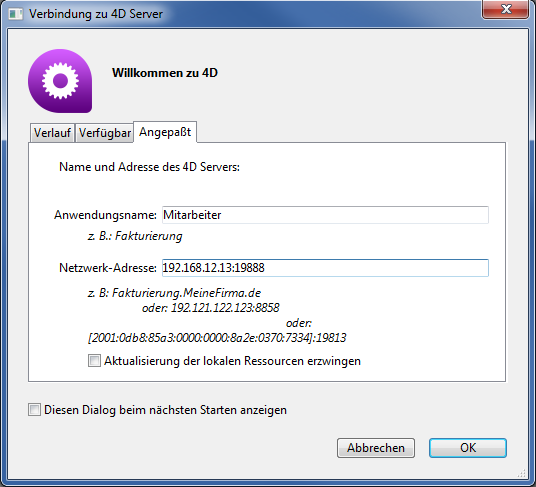 Verbindung zu 4D Server
Willkommen zu 4D
Verlauf Verfügbar Angepaßt
Name und Adresse des 4D Servers:
Anwendungsname: Mitarbeiter
z. B.: Fakturierung
Netzwerk-Adresse: 192.168.12.13:19888
z. B: Fakturierung.MeineFirma.de
oder: 192.121.122.123:8858
oder:
[2001:0db8:85a3:0000:0000:8a2e:0370:7334]:19813
Aktualisierung der lokalen Ressourcen erzwingen
Diesen Dialog beim nächsten Starten anzeigen
Abbrechen OK